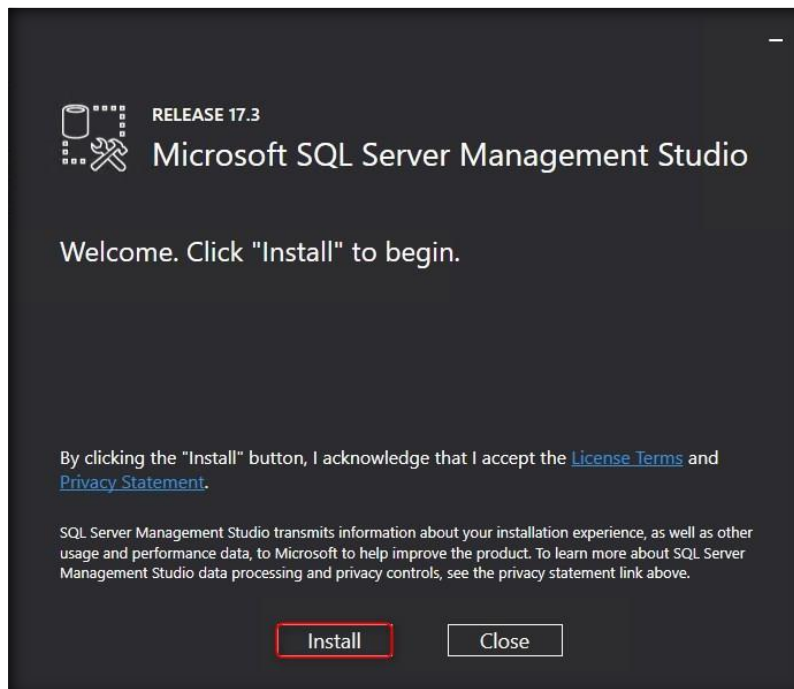 RELEASE 17.3
Microsoft SQL Server Management Studio
Welcome. Click "Install" to begin.
By clicking the "Install" button, I acknowledge that I accept the License Terms and
Privacy Statement.
SQL Server Management Studio transmits information about your installation experience, as well as other
usage and performance data, to Microsoft to help improve the product. To learn more about SQL Server
Management Studio data processing and privacy controls, see the privacy statement link above.
Install Close